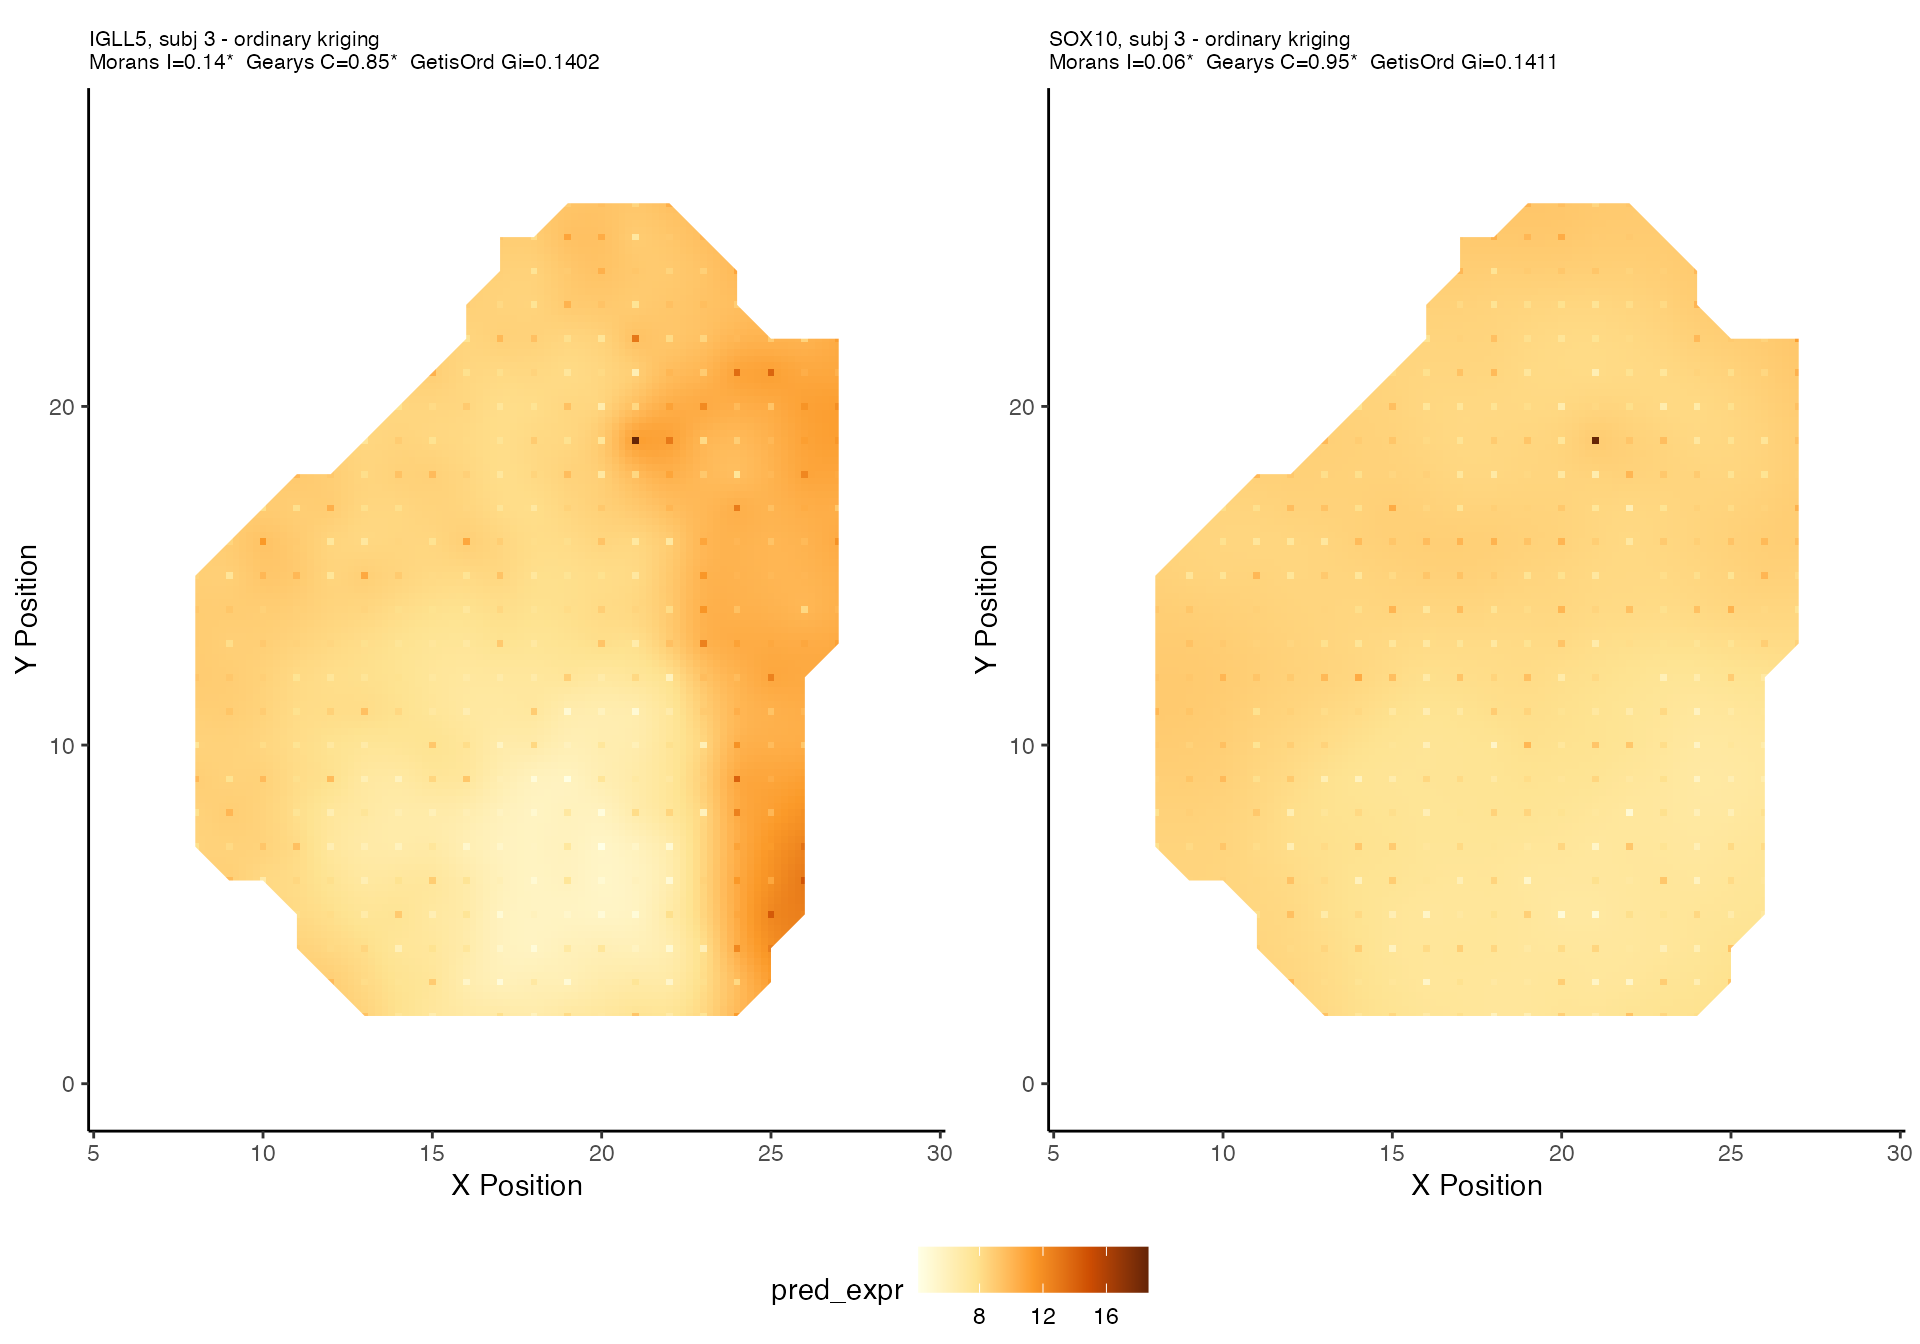 IGLL5, subj 3 - ordinary kriging
Morans I=0.14*  Gearys C=0.85*  GetisOrd Gi=0.1402
20
10
0
Y Position
5 10 15 20 25 30
X Position
SOX10, subj 3 - ordinary kriging
Morans I=0.06*  Gearys C=0.95*  GetisOrd Gi=0.1411
20
10
0
Y Position
5 10 15 20 25 30
X Position
pred_expr
8 12 16